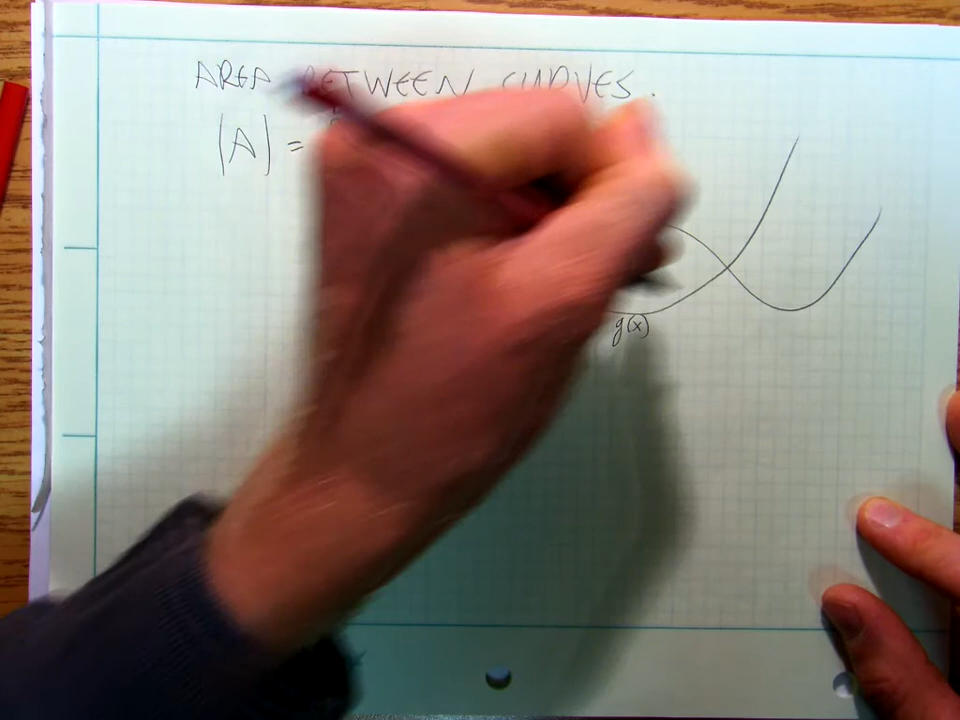 AREA BETWEEN CURVES.
|A| =
g(x)